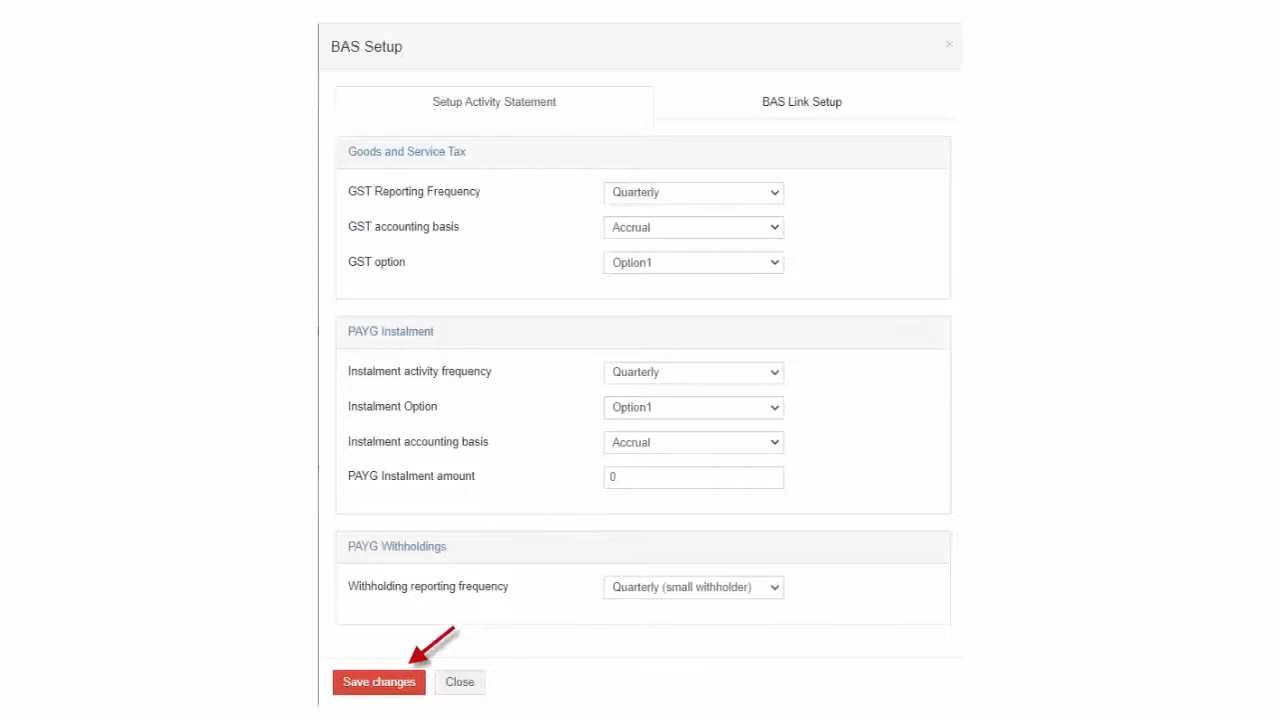 BAS Setup
×
Setup Activity Statement
BAS Link Setup
Goods and Service Tax
GST Reporting Frequency
Quarterly
GST accounting basis
Accrual
GST option
Option1
PAYG Instalment
Instalment activity frequency
Quarterly
Instalment Option
Option1
Instalment accounting basis
Accrual
PAYG Instalment amount
0
PAYG Withholdings
Withholding reporting frequency
Quarterly (small withholder)
Save changes
Close